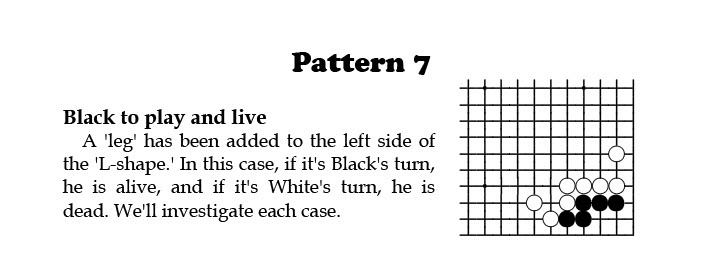 Pattern 7
Black to play and live
A 'leg' has been added to the left side of
the 'L-shape.' In this case, if it's Black's turn,
he is alive, and if it's White's turn, he is
dead. We'll investigate each case.